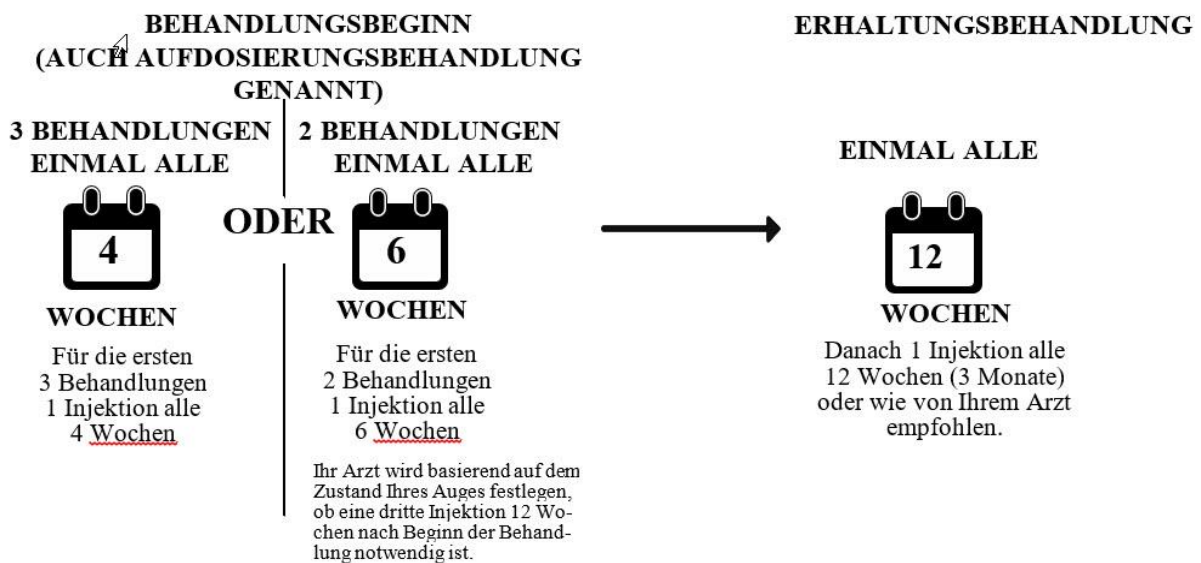 BEHANDLUNGSBEGINN
(AUCH AUFDOSIERUNGSBEHANDLUNG
GENANNT)
3 BEHANDLUNGEN
EINMAL ALLE
4
WOCHEN
Für die ersten
3 Behandlungen
1 Injektion alle
4 Wochen
ODER
2 BEHANDLUNGEN
EINMAL ALLE
6
WOCHEN
Für die ersten
2 Behandlungen
1 Injektion alle
6 Wochen
Ihr Arzt wird basierend auf dem
Zustand Ihres Auges festlegen,
ob eine dritte Injektion 12 Wo-
chen nach Beginn der Behand-
lung notwendig ist.
ERHALTUNGSBEHANDLUNG
EINMAL ALLE
12
WOCHEN
Danach 1 Injektion alle
12 Wochen (3 Monate)
oder wie von Ihrem Arzt
empfohlen.